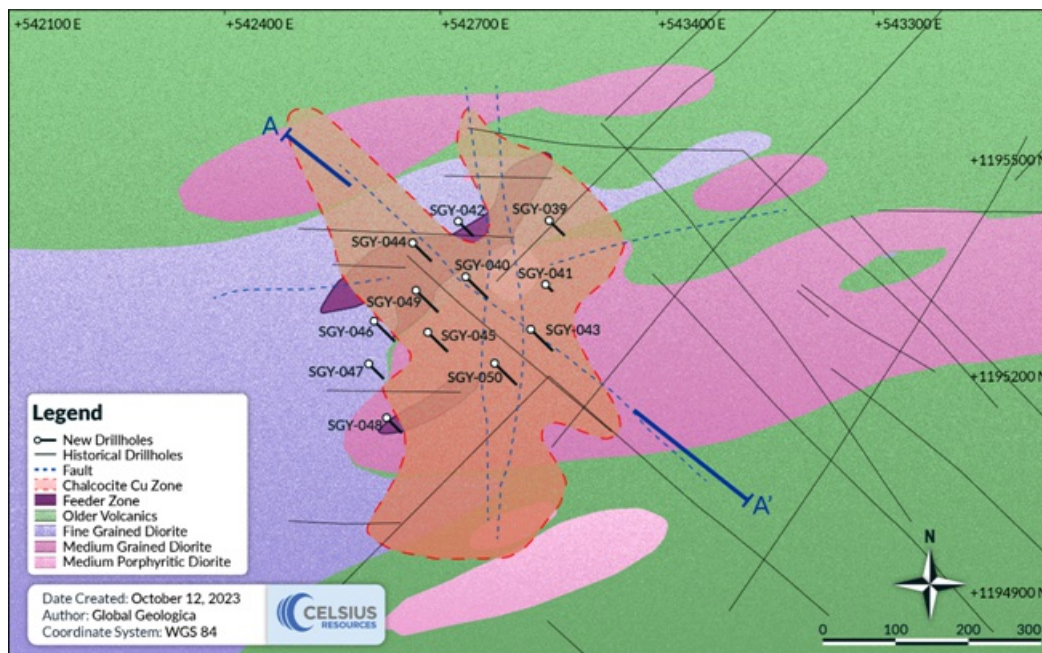 +542100 E
+542400 E
+542700 E
+543400 E
+543300 E
A
+1195500 N
SGY-042
SGY-039
SGY-044
SGY-040
SGY-041
SGY-049
SGY-046
SGY-045
SGY-043
SGY-047
SGY-050
+1195200 N
SGY-048
A'
Legend
New Drillholes
Historical Drillholes
Fault
Chalcocite Cu Zone
Feeder Zone
Older Volcanics
Fine Grained Diorite
Medium Grained Diorite
Medium Porphyritic Diorite
N
+1194900 N
Date Created: October 12, 2023
Author: Global Geologica
Coordinate System: WGS 84
CELSIUS
RESOURCES
0 100 200 300